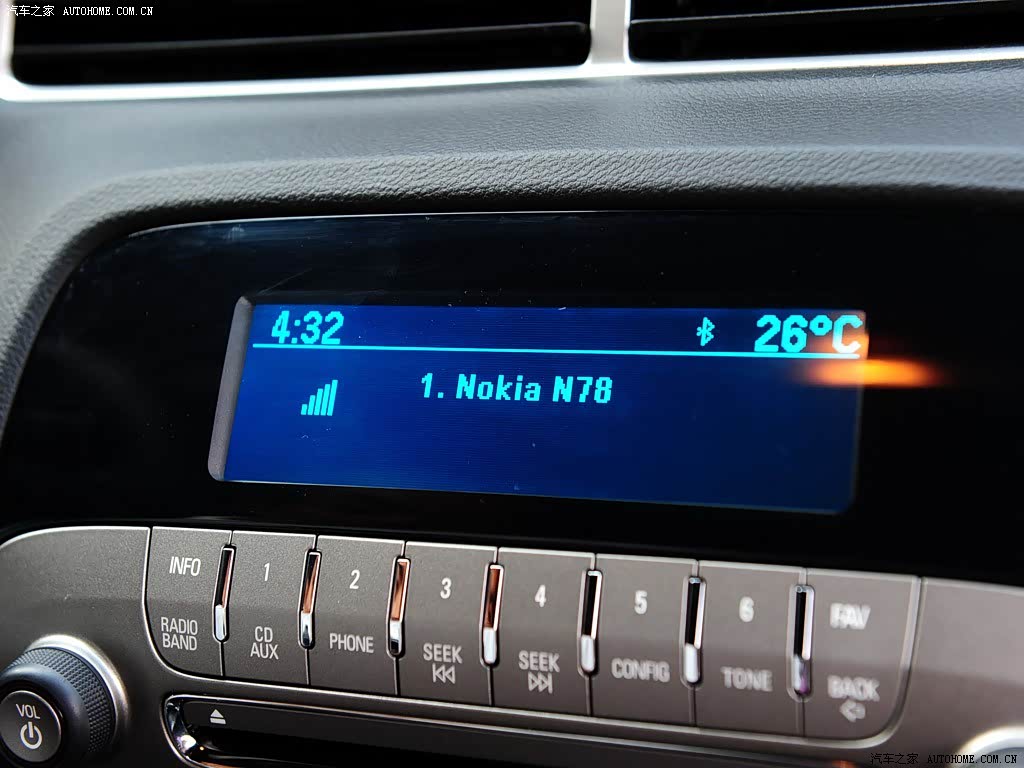 汽车之家 AUTOHOME.COM.CN
4:32 26°C
1. Nokia N78
INFO 1 2 3 4 5 6 FAV
RADIO BAND
CD AUX
PHONE
SEEK
SEEK
CONFIG
TONE
BACK
VOL
汽车之家 AUTOHOME.COM.CN